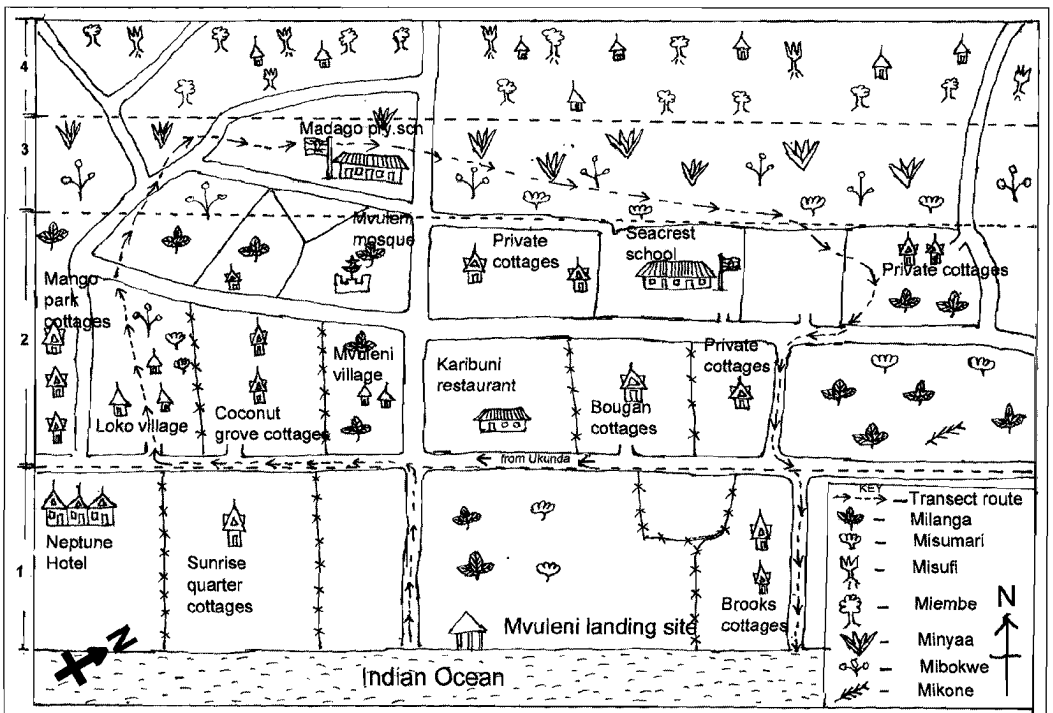 4
Madago pry.sch
3
Mvuleni
mosque
Private
cottages
Seacrest
school
Private cottages
Mango
park
cottages
2
Mvuleni
village
Karibuni
restaurant
Private
cottages
Loko village
Coconut
grove cottages
Bougan
cottages
from Ukunda
KEY
Transect route
Milanga
Misumari
Misufi
Miembe
Minyaa
Mibokwe
Mikone
N
Neptune
Hotel
1
Sunrise
quarter
cottages
Brooks
cottages
Mvuleni landing site
N
Indian Ocean